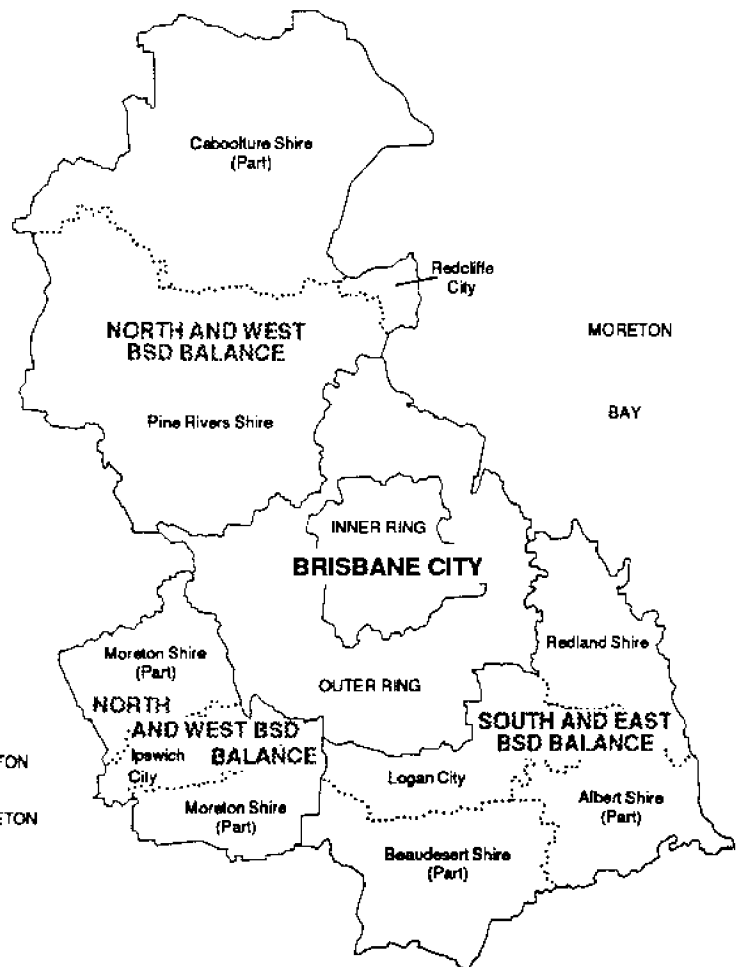 Caboolture Shire
(Part)
Redcliffe
City
NORTH AND WEST
BSD BALANCE
MORETON
BAY
Pine Rivers Shire
INNER RING
BRISBANE CITY
Redland Shire
Moreton Shire
(Part)
OUTER RING
NORTH
AND WEST BSD
BALANCE
SOUTH AND EAST
BSD BALANCE
Ipswich
City
TON
Logan City
Moreton Shire
(Part)
Albert Shire
(Part)
ETON
Beaudesert Shire
(Part)